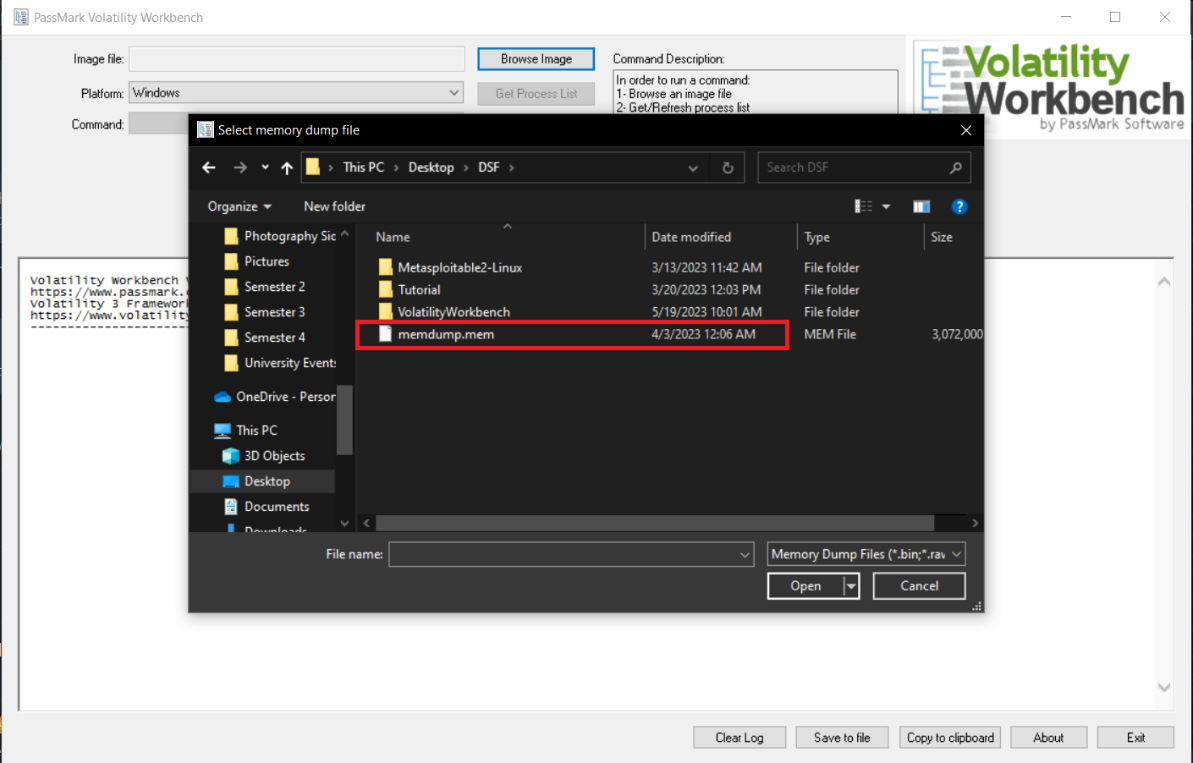 PassMark Volatility Workbench
Image file:
Browse Image
Command Description:
Platform:
Windows
Get Process List
In order to run a command:
1- Browse an image file
2- Get/Refresh process list
Command:
Volatility
Workbench
by PassMark Software
Select memory dump file
This PC > Desktop > DSF >
Search DSF
Organize
New folder
Name
Date modified
Type
Size
Metasploitable2-Linux 3/13/2023 11:42 AM File folder
Tutorial 3/20/2023 12:03 PM File folder
VolatilityWorkbench 5/19/2023 10:01 AM File folder
memdump.mem 4/3/2023 12:06 AM MEM File 3,072,000
Photography Sic
Pictures
Semester 2
Semester 3
Semester 4
University Events
OneDrive - Person
This PC
3D Objects
Desktop
Documents
Downloads
Volatility Workbench
https://www.passmark.
Volatility 3 Framework
https://www.volatility
File name:
Memory Dump Files (*.bin;*.rav
Open
Cancel
Clear Log
Save to file
Copy to clipboard
About
Exit